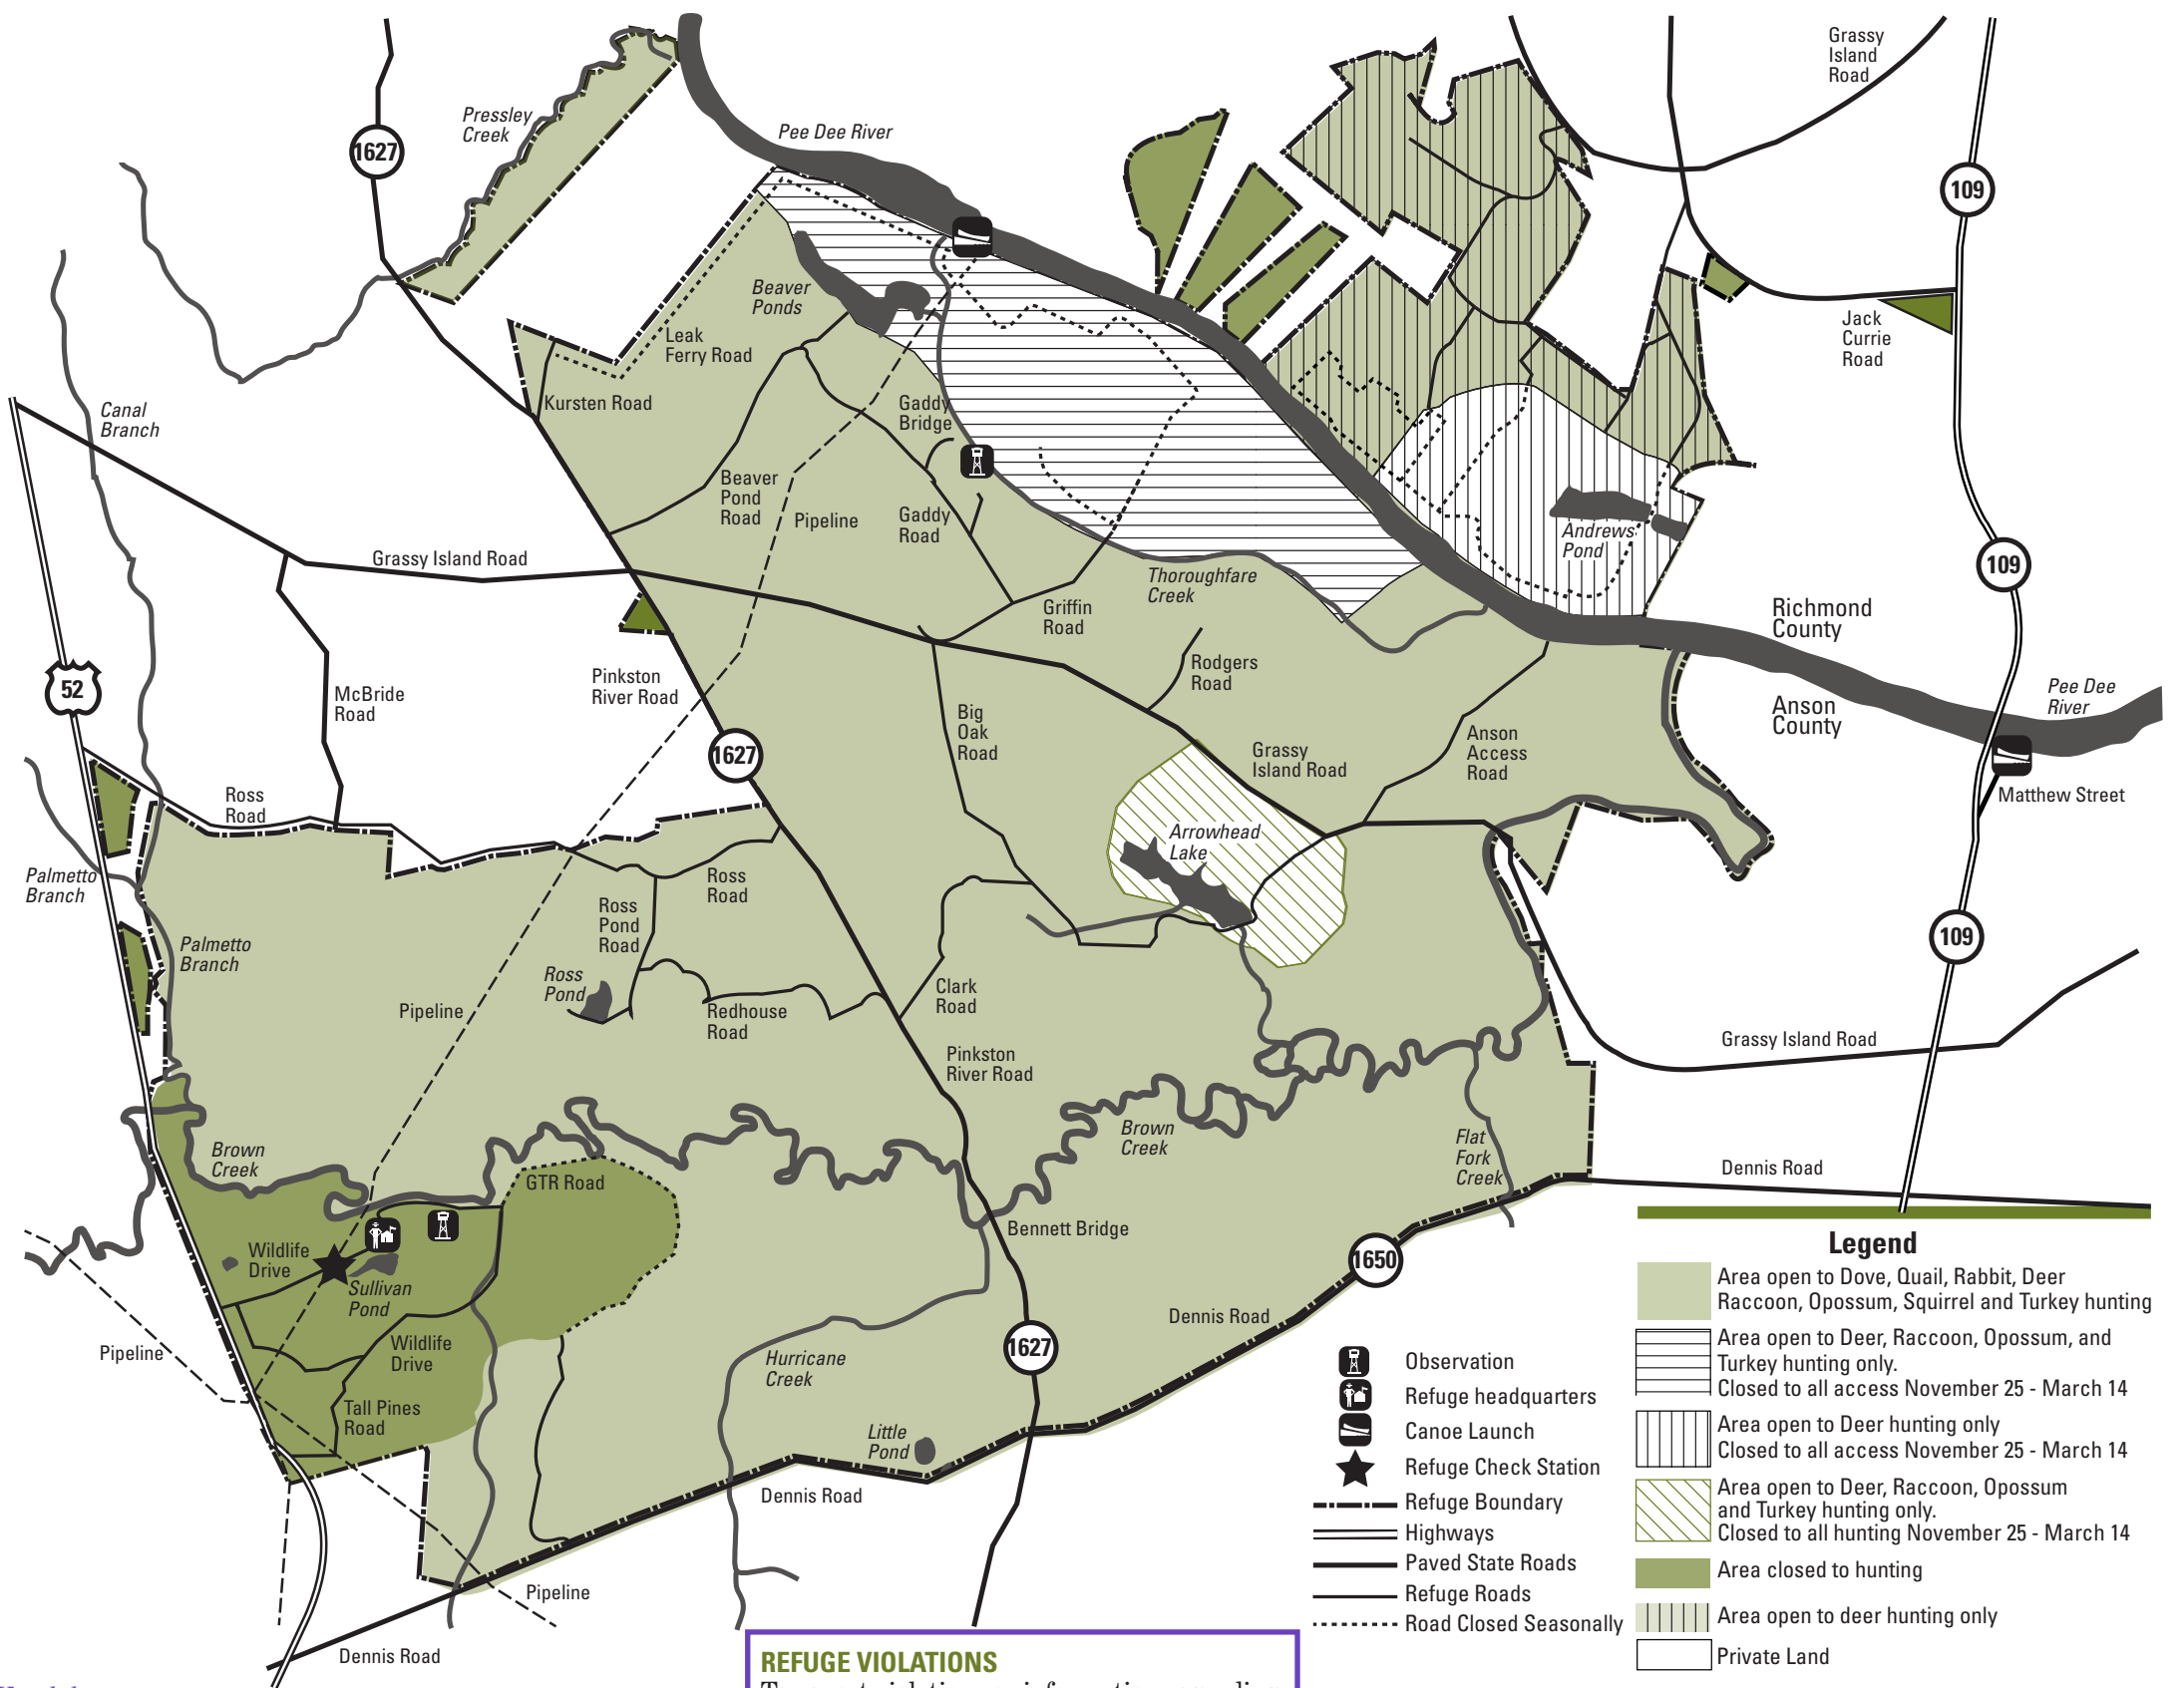 Grassy
Island
Road
Pressley
Creek
Pee Dee River
1627
109
Beaver
Ponds
Leak
Ferry Road
Jack
Currie
Road
Kursten Road
Gaddy
Bridge
Canal
Branch
Beaver
Pond
Road
Pipeline
Gaddy
Road
Andrews
Pond
Grassy Island Road
109
Thoroughfare
Creek
Griffin
Road
Richmond
County
52
McBride
Road
Pinkston
River Road
Rodgers
Road
Pee Dee
River
Anson
County
Big
Oak
Road
Anson
Access
Road
1627
Grassy
Island Road
Ross
Road
Matthew Street
Arrowhead
Lake
Palmetto
Branch
Ross
Road
Ross
Pond
Road
Palmetto
Branch
109
Ross
Pond
Pipeline
Redhouse
Road
Clark
Road
Pinkston
River Road
Grassy Island Road
Brown
Creek
Brown
Creek
Flat
Fork
Creek
Dennis Road
GTR Road
Bennett Bridge
Wildlife
Drive
Sullivan
Pond
1650
Dennis Road
Pipeline
Wildlife
Drive
1627
Hurricane
Creek
Tall Pines
Road
Little
Pond
Dennis Road
Pipeline
Dennis Road
Legend
Area open to Dove, Quail, Rabbit, Deer
Raccoon, Opossum, Squirrel and Turkey hunting
Area open to Deer, Raccoon, Opossum, and
Turkey hunting only.
Closed to all access November 25 - March 14
Area open to Deer hunting only
Closed to all access November 25 - March 14
Area open to Deer, Raccoon, Opossum
and Turkey hunting only.
Closed to all hunting November 25 - March 14
Area closed to hunting
Area open to deer hunting only
Private Land
Observation
Refuge headquarters
Canoe Launch
Refuge Check Station
Refuge Boundary
Highways
Paved State Roads
Refuge Roads
Road Closed Seasonally
REFUGE VIOLATIONS